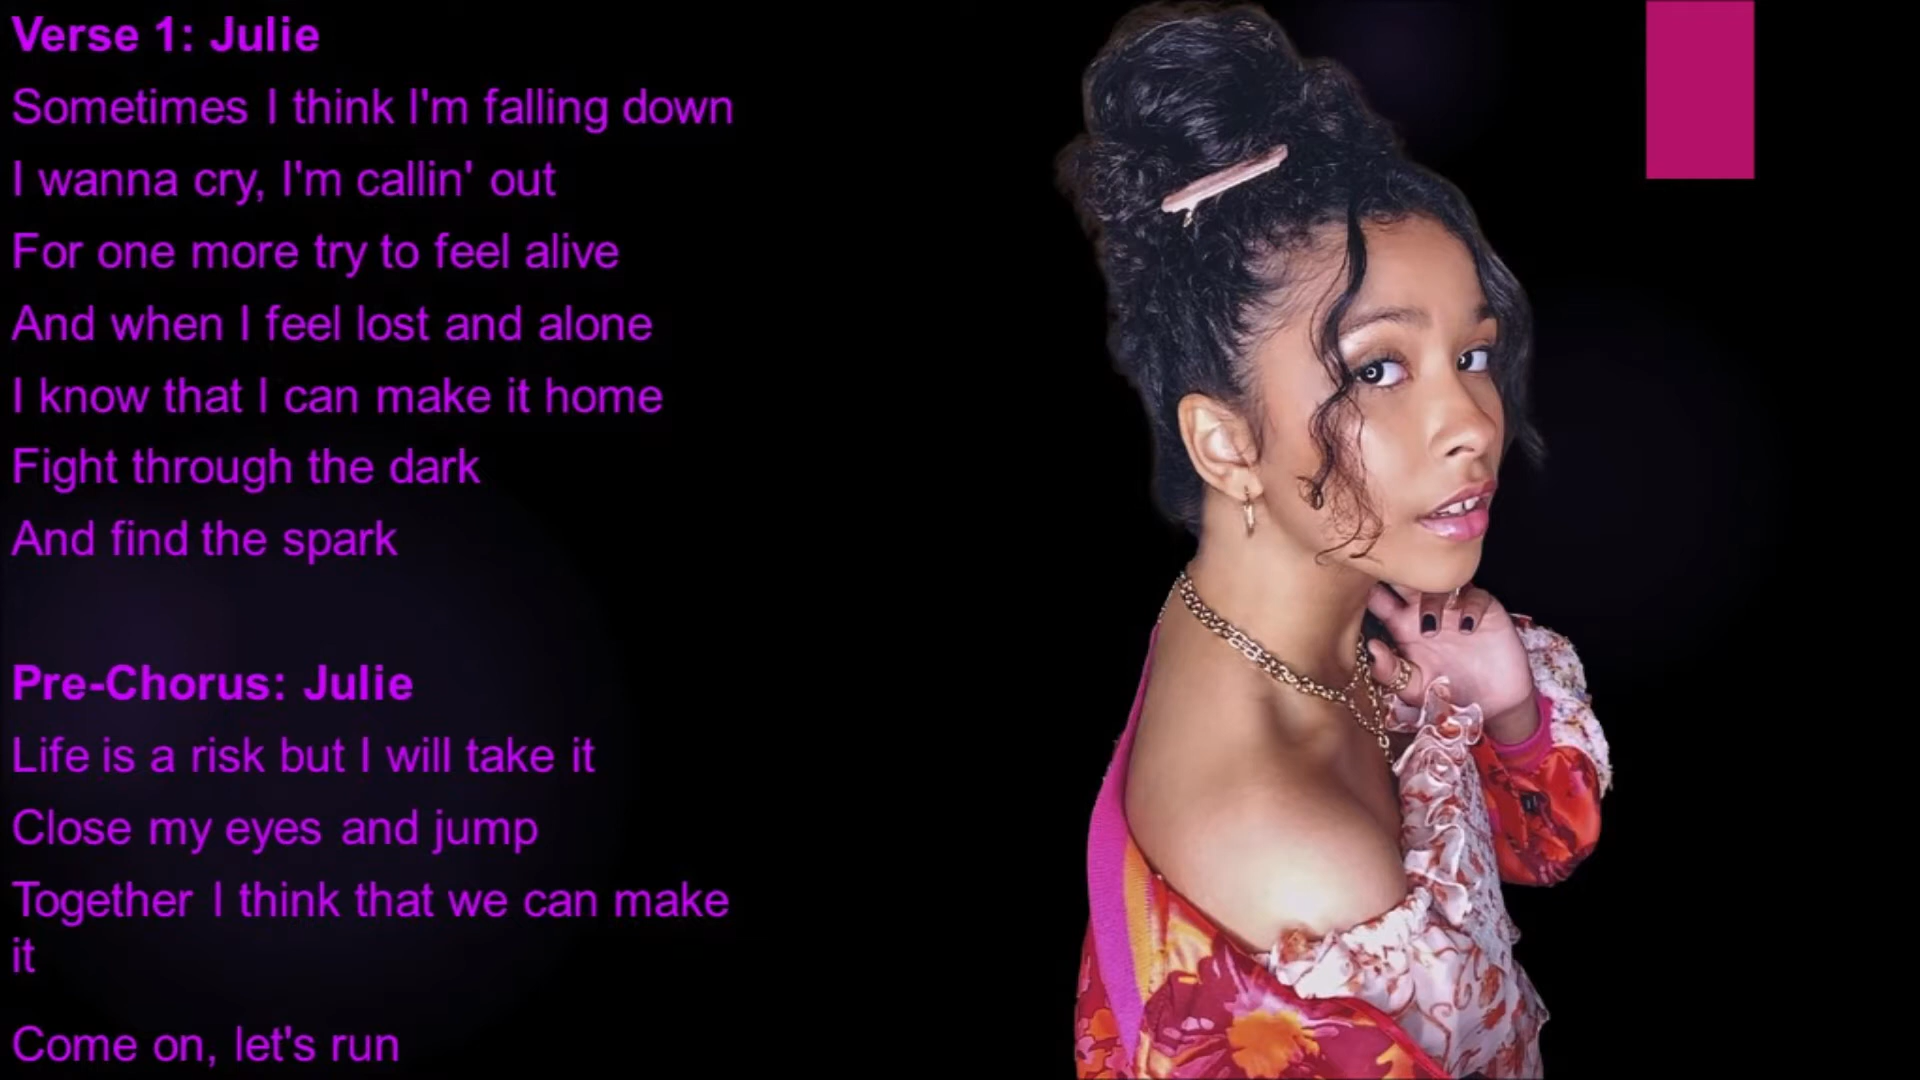 Verse 1: Julie
Sometimes I think I'm falling down
I wanna cry, I'm callin' out
For one more try to feel alive
And when I feel lost and alone
I know that I can make it home
Fight through the dark
And find the spark
Pre-Chorus: Julie
Life is a risk but I will take it
Close my eyes and jump
Together I think that we can make
it
Come on, let's run